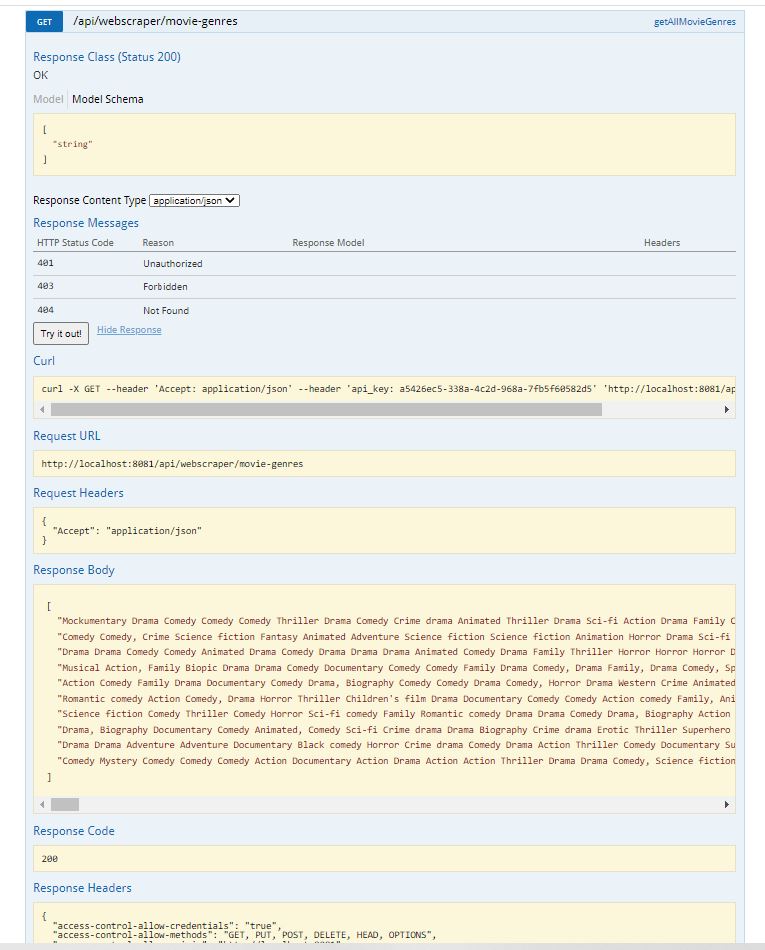 GET /api/webscraper/movie-genres getAllMovieGenres
Response Class (Status 200)
OK
Model Model Schema
[
"string"
]
Response Content Type application/json
Response Messages
HTTP Status Code Reason Response Model Headers
401 Unauthorized
403 Forbidden
404 Not Found
Try it out! Hide Response
Curl
curl -X GET --header 'Accept: application/json' --header 'api_key: a5426ec5-338a-4c2d-968a-7fb5f60582d5' 'http://localhost:8081/ap
Request URL
http://localhost:8081/api/webscraper/movie-genres
Request Headers
{
"Accept": "application/json"
}
Response Body
[
"Mockumentary Drama Comedy Comedy Comedy Thriller Drama Comedy Crime drama Animated Thriller Drama Sci-fi Action Drama Family C
"Comedy Comedy, Crime Science fiction Fantasy Animated Adventure Science fiction Science fiction Animation Horror Drama Sci-fi
"Drama Drama Comedy Comedy Animated Drama Comedy Drama Drama Drama Animated Comedy Drama Family Thriller Horror Horror Horror D
"Musical Action, Family Biopic Drama Drama Comedy Documentary Comedy Comedy Family Drama Comedy, Drama Family, Drama Comedy, Sp
"Action Comedy Family Drama Documentary Comedy Drama, Biography Comedy Comedy Drama Comedy, Horror Drama Western Crime Animated
"Romantic comedy Action Comedy, Drama Horror Thriller Children's film Drama Documentary Comedy Comedy Action comedy Family, Ani
"Science fiction Comedy Thriller Comedy Horror Sci-fi comedy Family Romantic comedy Drama Drama Comedy Drama, Biography Action
"Drama, Biography Documentary Comedy Animated, Comedy Sci-Fi Crime drama Drama Biography Crime drama Erotic Thriller Superhero
"Drama Drama Adventure Adventure Documentary Black comedy Horror Crime drama Comedy Drama Action Thriller Comedy Documentary Su
"Comedy Mystery Comedy Comedy Comedy Action Documentary Action Drama Action Action Thriller Drama Drama Comedy, Science fiction
]
Response Code
200
Response Headers
{
"access-control-allow-credentials": "true",
"access-control-allow-methods": "GET, PUT, POST, DELETE, HEAD, OPTIONS",